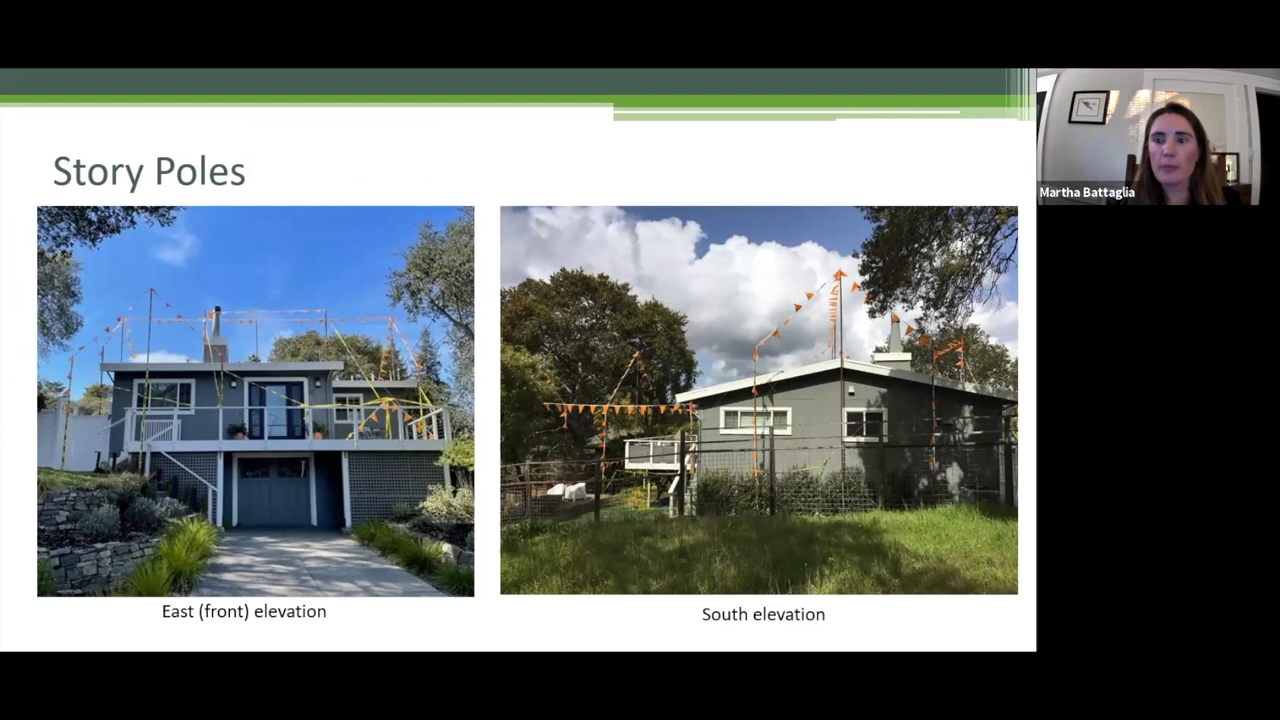 Story Poles
Martha Battaglia
East (front) elevation
South elevation